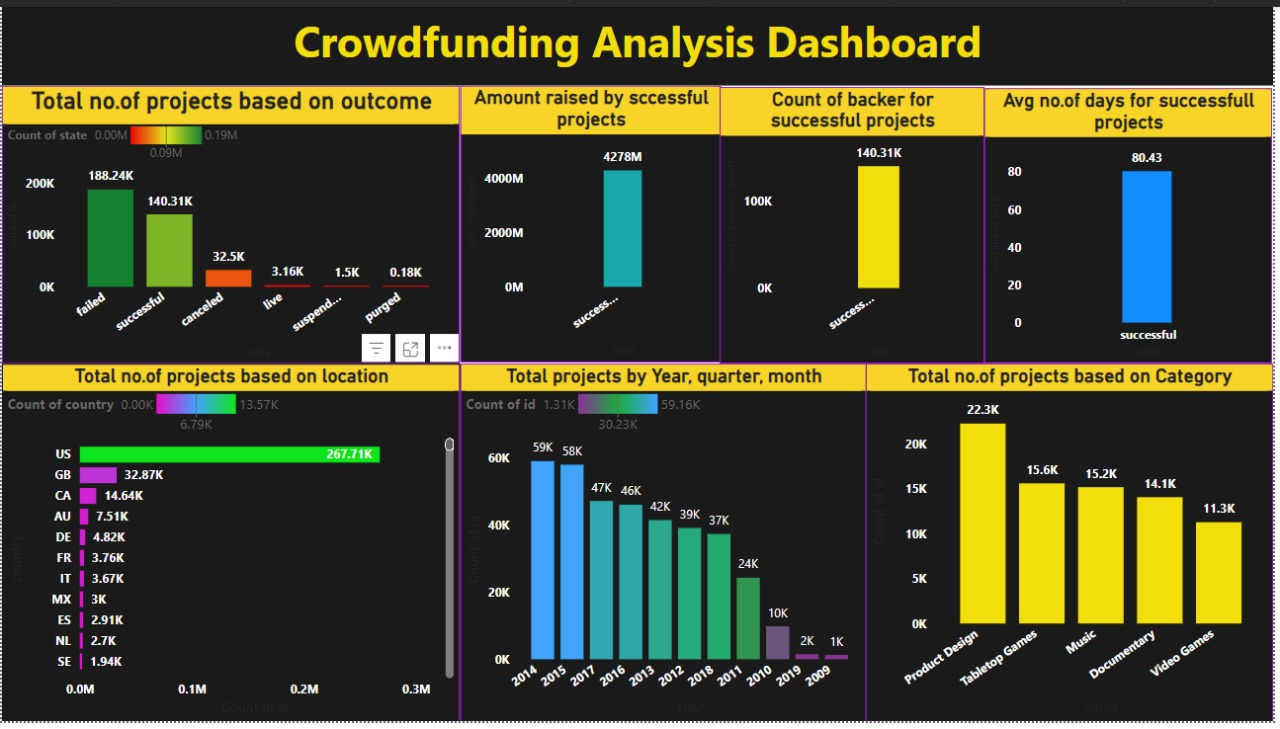 Crowdfunding Analysis Dashboard
Total no.of projects based on outcome
Count of state 0.00M 0.19M
0.09M
200K
100K
0K
188.24K
140.31K
32.5K
3.16K
1.5K
0.18K
failed
successful
canceled
live
suspend...
purged
Amount raised by sccessful
projects
4278M
4000M
2000M
0M
success...
Count of backer for
successful projects
140.31K
100K
0K
success...
Avg no.of days for successfull
projects
80.43
80
60
40
20
0
successful
Total no.of projects based on location
Count of country 0.00K 13.57K
6.79K
US 267.71K
GB 32.87K
CA 14.64K
AU 7.51K
DE 4.82K
FR 3.76K
IT 3.67K
MX 3K
ES 2.91K
NL 2.7K
SE 1.94K
0.0M 0.1M 0.2M 0.3M
country
Count of id
Total projects by Year, quarter, month
Count of id 1.31K 59.16K
30.23K
60K
40K
20K
0K
59K
58K
47K
46K
42K
39K
37K
24K
10K
2K
1K
2014
2015
2017
2016
2013
2012
2018
2011
2010
2019
2009
Count of id
Year
Total no.of projects based on Category
20K
15K
10K
5K
0K
22.3K
15.6K
15.2K
14.1K
11.3K
Product Design
Tabletop Games
Music
Documentary
Video Games
Count of id
name